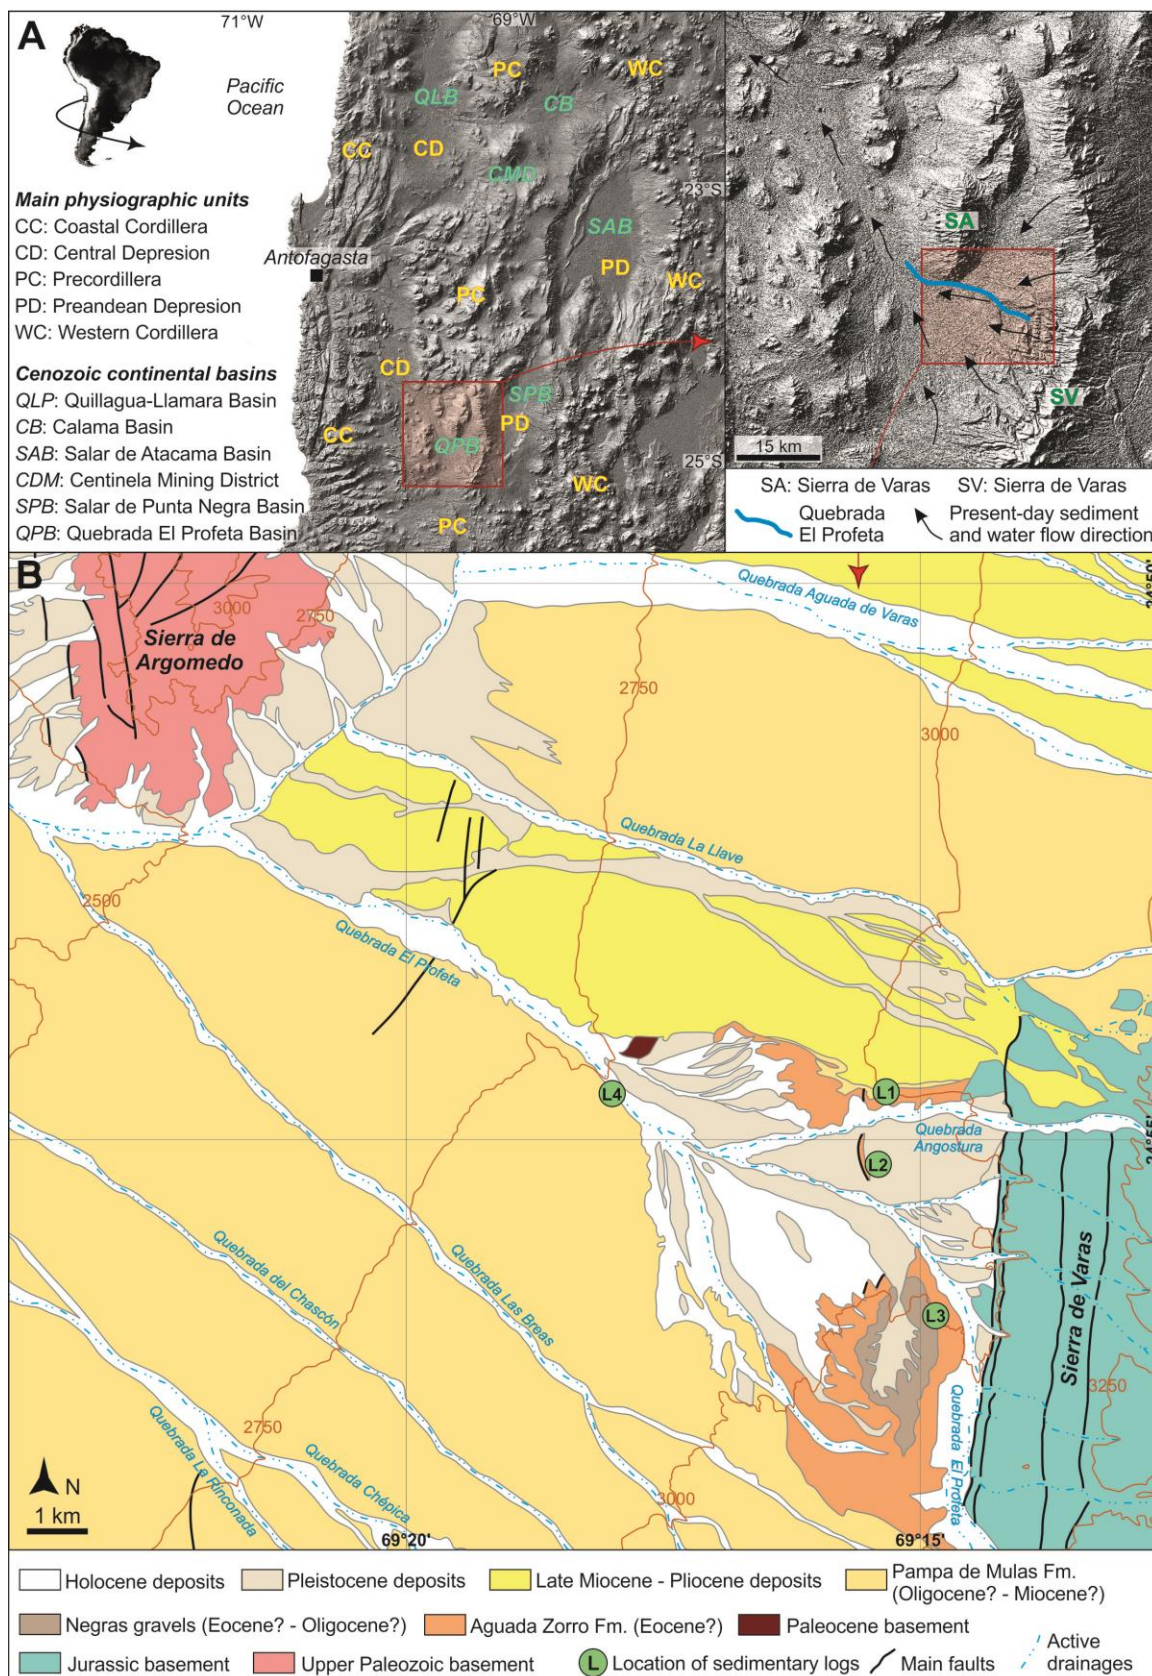 A
71°W
69°W
Pacific
Ocean
PC
WC
QLB
CB
CC
CD
CMD
23°S
SAB
Antofagasta
PD
WC
PC
CD
SPB
PD
CC
QPB
25°S
WC
PC
Main physiographic units
CC: Coastal Cordillera
CD: Central Depresion
PC: Precordillera
PD: Preandean Depresion
WC: Western Cordillera
Cenozoic continental basins
QLP: Quillagua-Llamara Basin
CB: Calama Basin
SAB: Salar de Atacama Basin
CDM: Centinela Mining District
SPB: Salar de Punta Negra Basin
QPB: Quebrada El Profeta Basin
SA
SV
15 km
SA: Sierra de Varas
SV: Sierra de Varas
Quebrada
El Profeta
Present-day sediment
and water flow direction
B
24°50'
Quebrada Aguada de Varas
3000
2750
Sierra de
Argomedo
2750
3000
Quebrada La Llave
2500
Quebrada El Profeta
L4
L1
Quebrada
Angostura
24°55'
L2
Quebrada del Chascón
Quebrada Las Breas
L3
Sierra de Varas
3250
2750
Quebrada La Rinconada
Quebrada Chépica
3000
Quebrada El Profeta
N
1 km
69°20'
69°15'
Holocene deposits
Pleistocene deposits
Late Miocene - Pliocene deposits
Pampa de Mulas Fm.
(Oligocene? - Miocene?)
Negras gravels (Eocene? - Oligocene?)
Aguada Zorro Fm. (Eocene?)
Paleocene basement
Jurassic basement
Upper Paleozoic basement
L
Location of sedimentary logs
Main faults
Active
drainages